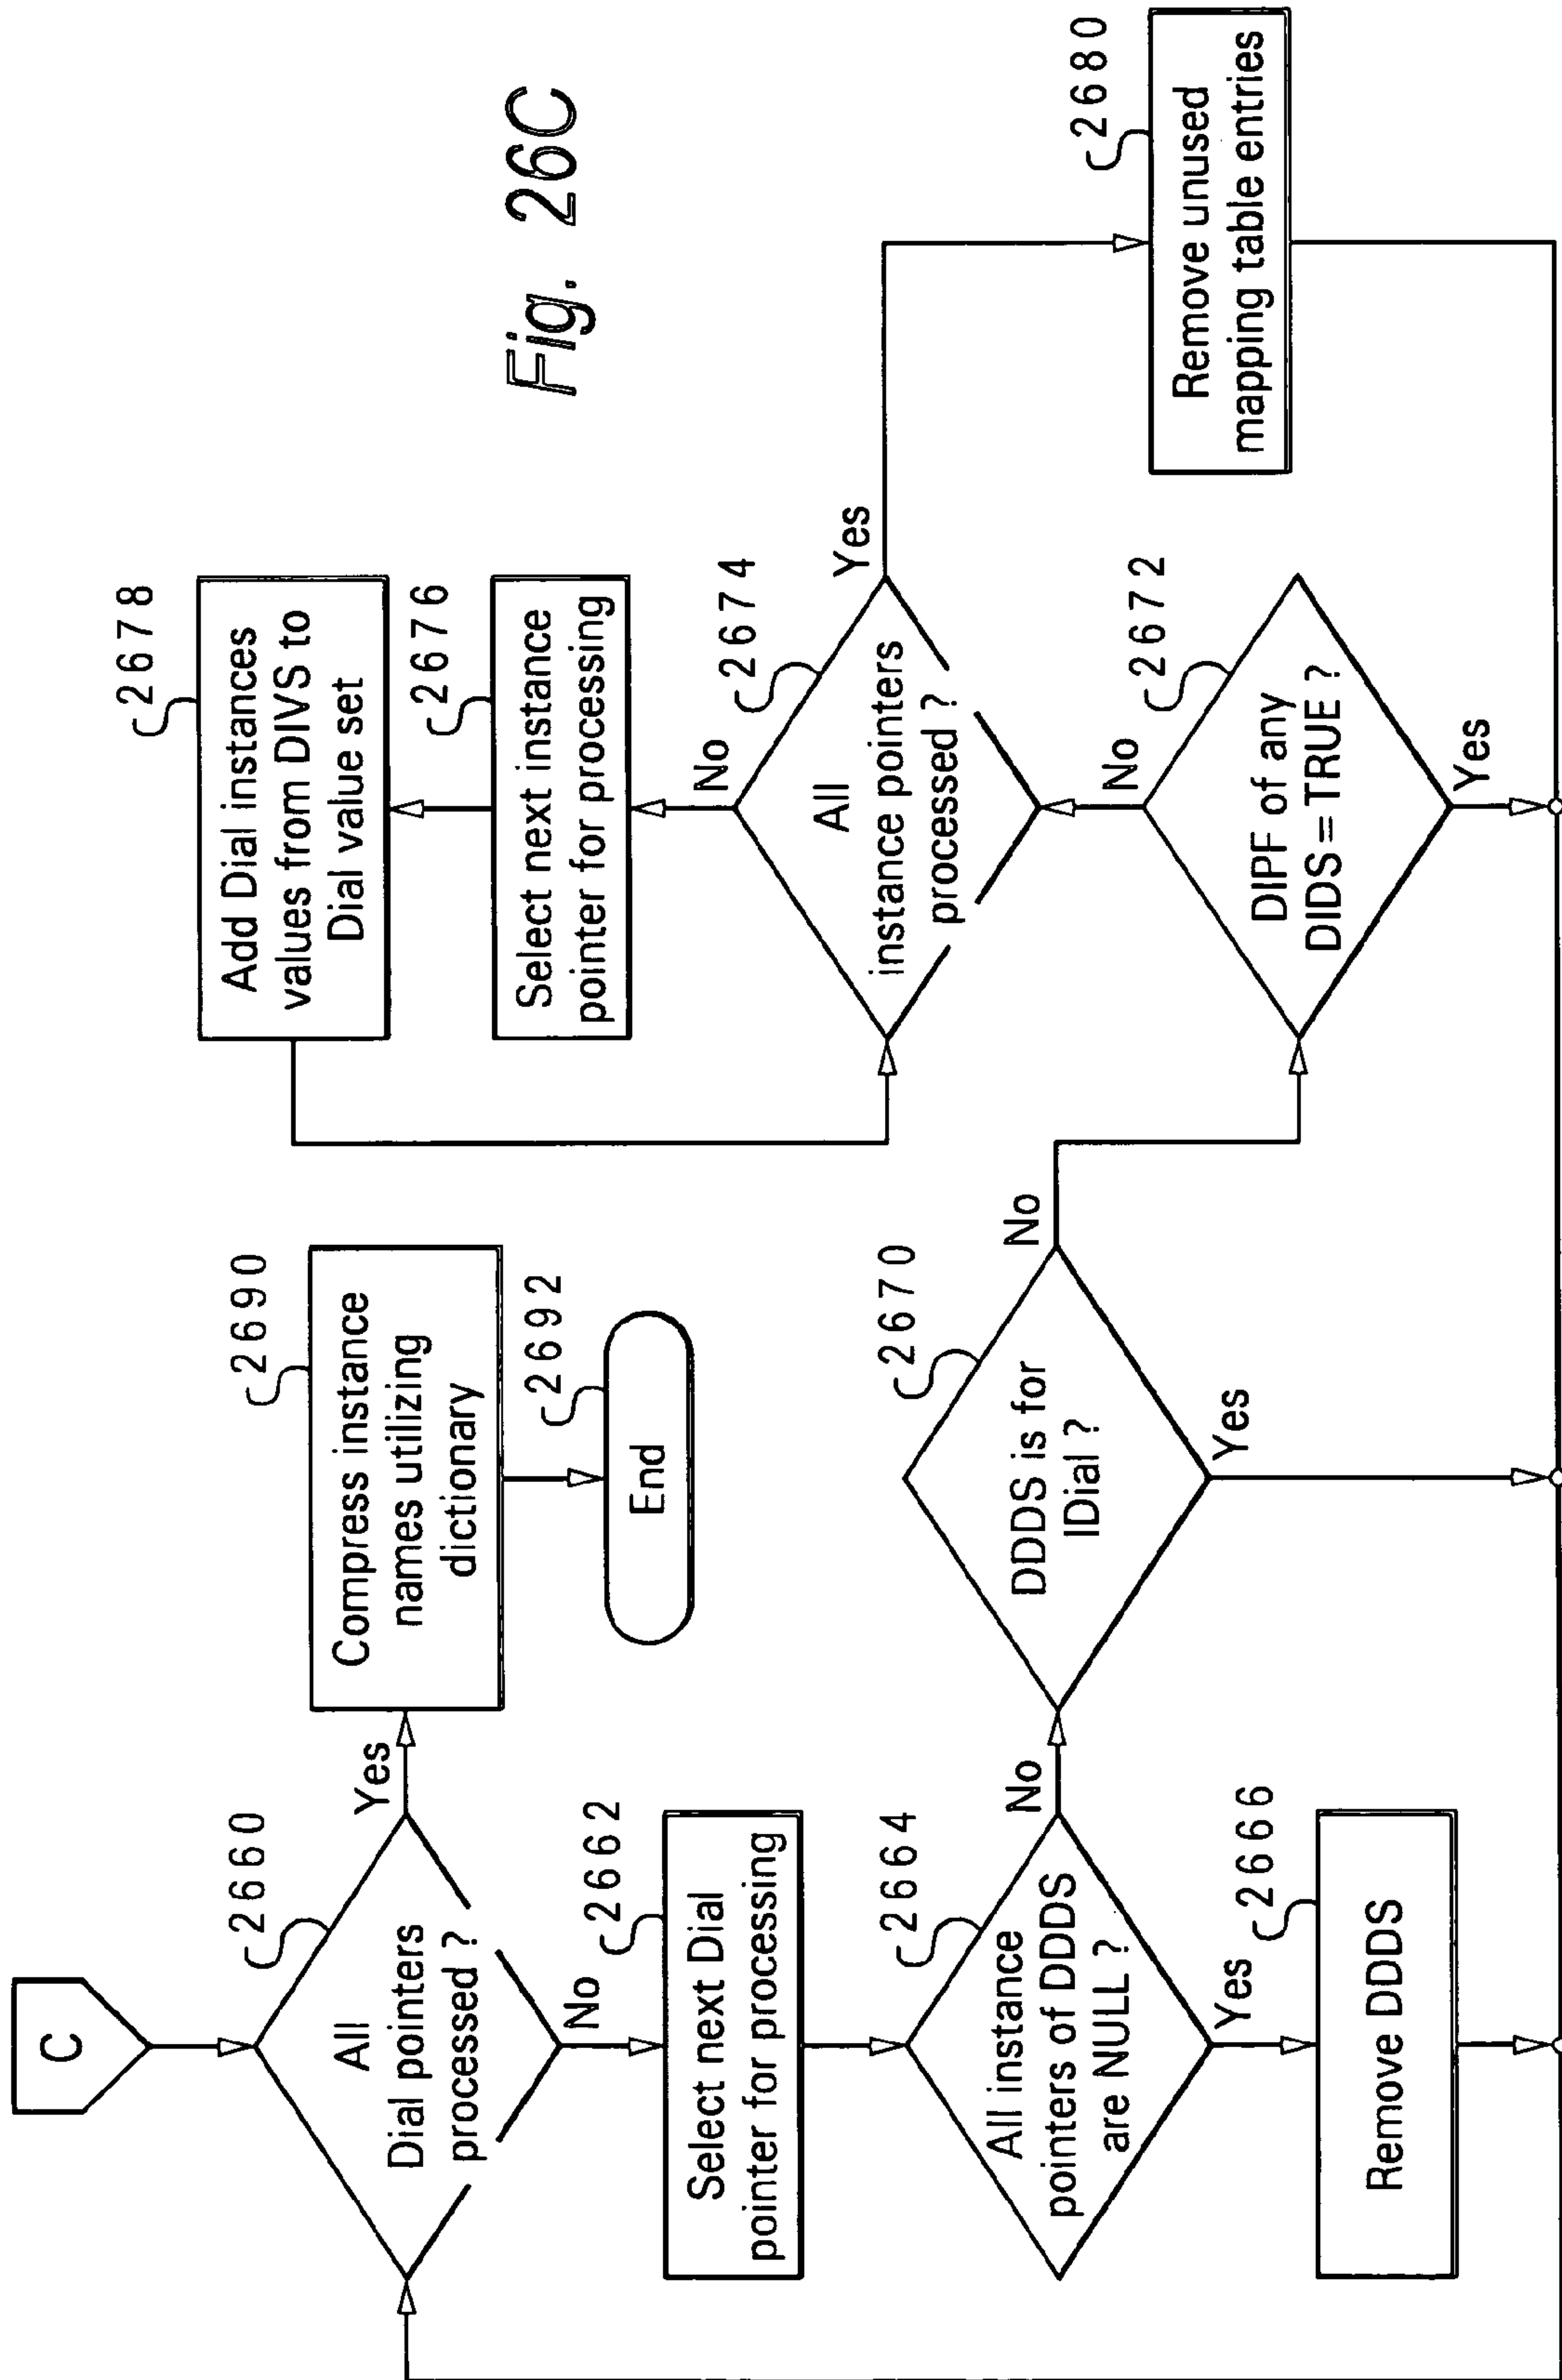 C
2660
All
Dial pointers
processed ?
Yes
No
2690
Compress instance
names utilizing
dictionary
2692
End
2662
Select next Dial
pointer for processing
2664
All instance
pointers of DDDS
are NULL ?
No
Yes
2666
Remove DDDS
2670
DDDS is for
IDial ?
No
Yes
2678
Add Dial instances
values from DIVS to
Dial value set
2676
Select next instance
pointer for processing
No
2674
All
instance pointers
processed ?
Yes
No
2672
DIPF of any
DIDS=TRUE ?
Yes
2680
Remove unused
mapping table entries
Fig. 26C